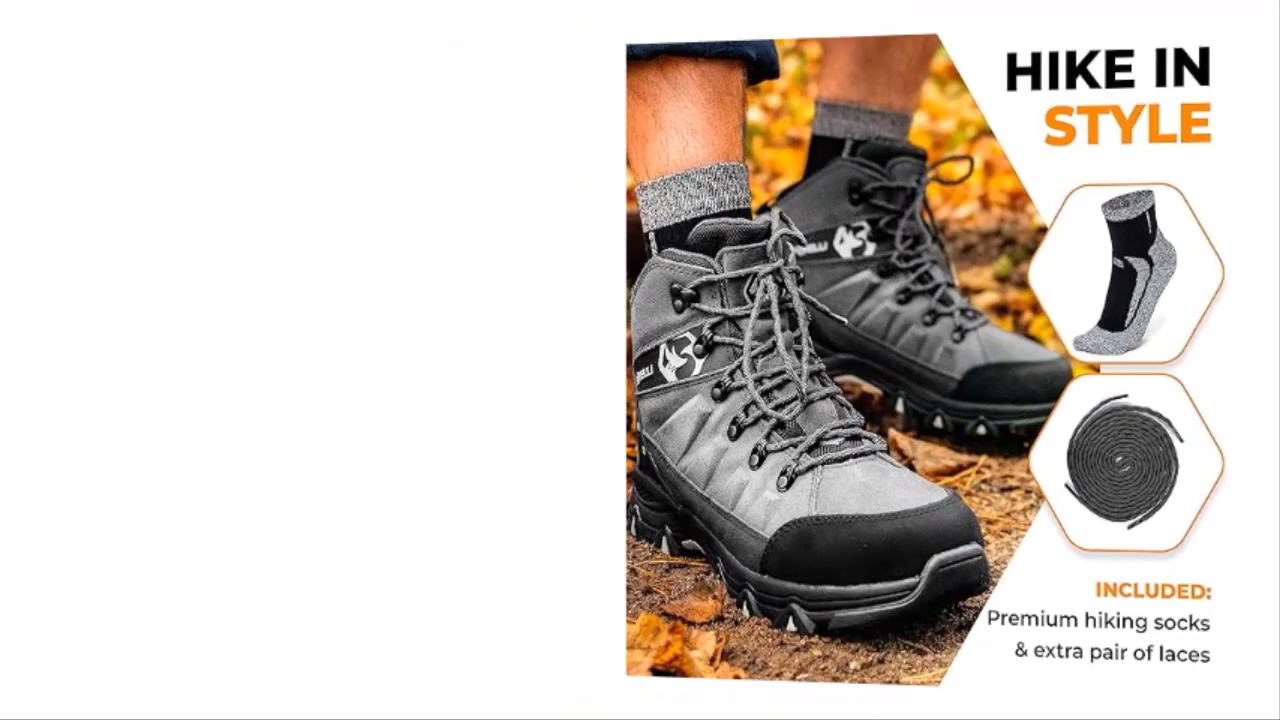 HIKE IN
STYLE
INCLUDED:
Premium hiking socks
& extra pair of laces